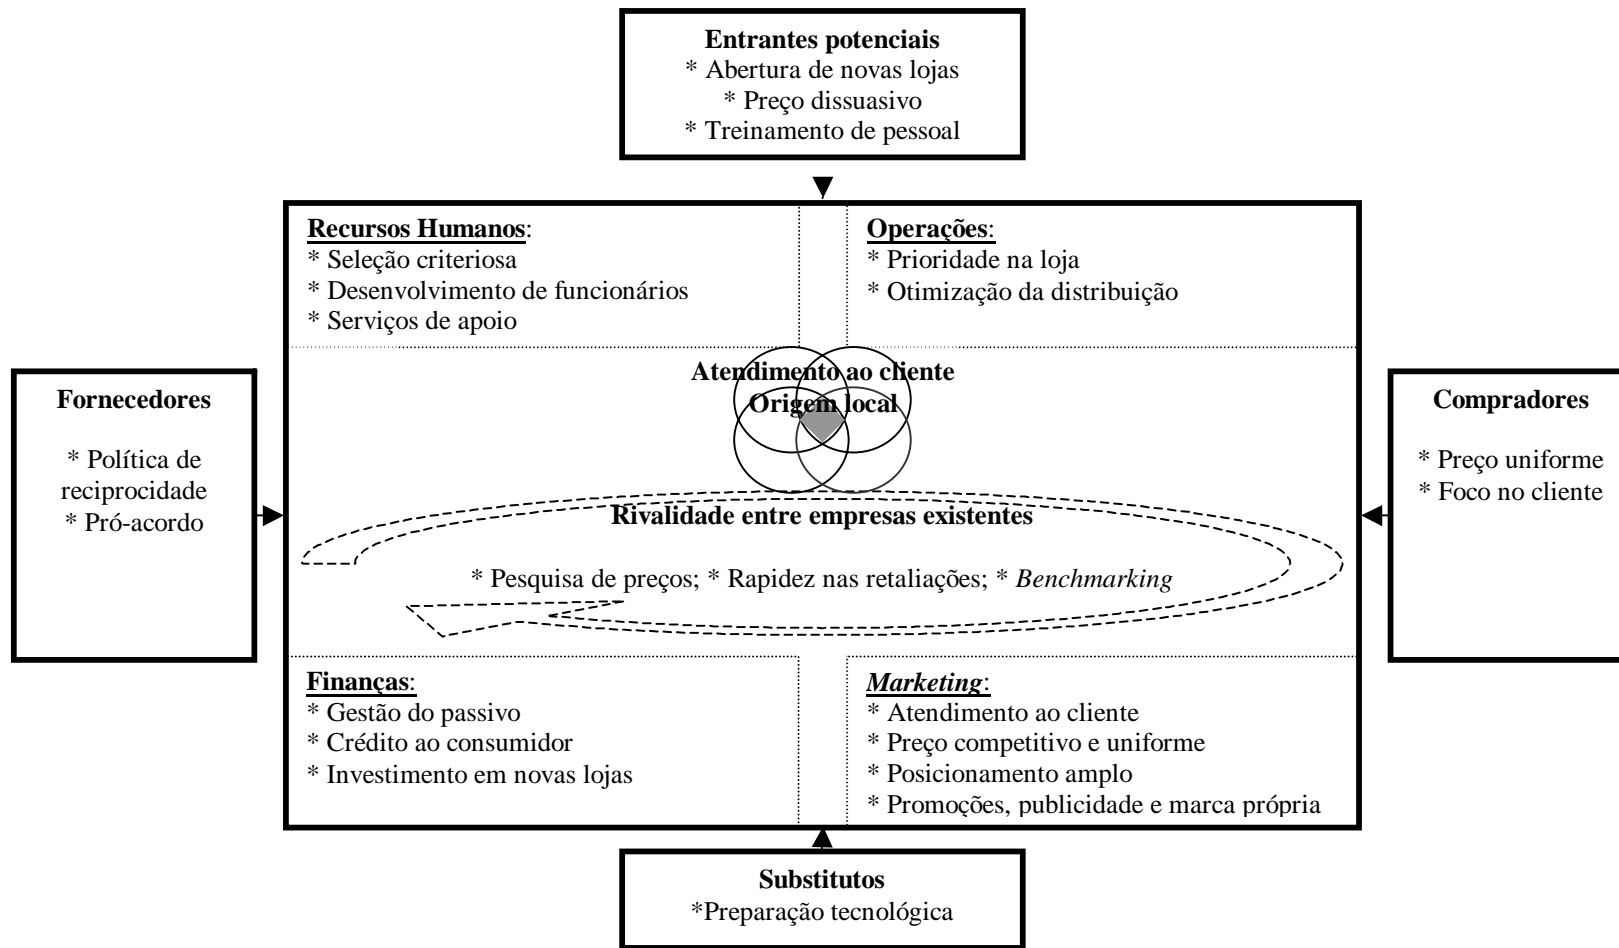 Entrantes potenciais
* Abertura de novas lojas
* Preço dissuasivo
* Treinamento de pessoal
Recursos Humanos:
* Seleção criteriosa
* Desenvolvimento de funcionários
* Serviços de apoio
Operações:
* Prioridade na loja
* Otimização da distribuição
Atendimento ao cliente
Origem local
Fornecedores
* Política de
reciprocidade
* Pró-acordo
Compradores
* Preço uniforme
* Foco no cliente
Rivalidade entre empresas existentes
* Pesquisa de preços; * Rapidez nas retaliações; * Benchmarking
Finanças:
* Gestão do passivo
* Crédito ao consumidor
* Investimento em novas lojas
Marketing:
* Atendimento ao cliente
* Preço competitivo e uniforme
* Posicionamento amplo
* Promoções, publicidade e marca própria
Substitutos
*Preparação tecnológica